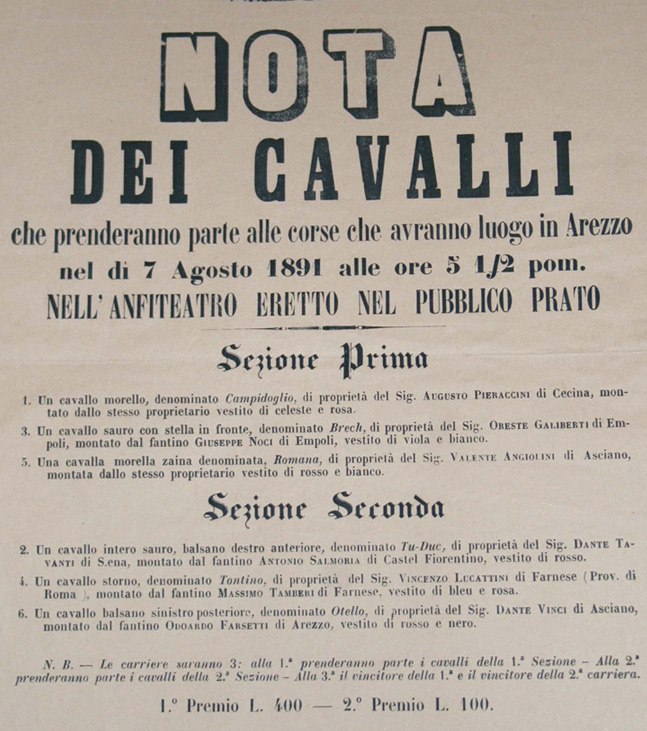 NOTA
DEI CAVALLI
che prenderanno parte alle corse che avranno luogo in Arezzo
nel dì 7 Agosto 1891 alle ore 5 1/2 pom.
NELL'ANFITEATRO ERETTO NEL PUBBLICO PRATO
Sezione Prima
1. Un cavallo morello, denominato Campidoglio, di proprietà del Sig. AUGUSTO PIERACCINI di Cecina, mon-
tato dallo stesso proprietario vestito di celeste e rosa.
3. Un cavallo sauro con stella in fronte, denominato Brech, di proprietà del Sig. ORESTE GALIBERTI di Em-
poli, montato dal fantino GIUSEPPE NOCI di Empoli, vestito di viola e bianco.
5. Una cavalla morella zaina denominata, Romana, di proprietà del Sig. VALENTE ANGIOLINI di Asciano,
montata dallo stesso proprietario vestito di rosso e bianco.
Sezione Seconda
2. Un cavallo intero sauro, balsano destro anteriore, denominato Tu-Duc, di proprietà del Sig. DANTE TA-
VANTI di S.ena, montato dal fantino ANTONIO SALMORIA di Castel Fiorentino, vestito di rosso.
4. Un cavallo storno, denominato Tontino, di proprietà del Sig. VINCENZO LUCATTINI di Farnese (Prov. di
Roma ), montato dal fantino MASSIMO TAMBERI di Farnese, vestito di bleu e rosa.
6. Un cavallo balsano sinistro posteriore, denominato Otello, di proprietà del Sig. DANTE VINCI di Asciano,
montato dal fantino ODOARDO FARSETTI di Arezzo, vestito di rosso e nero.
N. B. — Le carriere saranno 3: alla 1.ª prenderanno parte i cavalli della 1.ª Sezione - Alla 2.ª
prenderanno parte i cavalli della 2.ª Sezione - Alla 3.ª il vincitore della 1.ª e il vincitore della 2.ª carriera.
1.º Premio L. 400 — 2.º Premio L. 100.